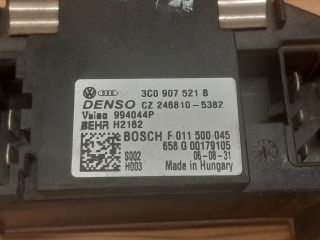 3C0 907 521 B
DENSO CZ 246810-5382
Valeo 994044P
BEHR H2162
BOSCH F 011 500 045
658 G 00179105
S002 06-08-31
H003 Made in Hungary